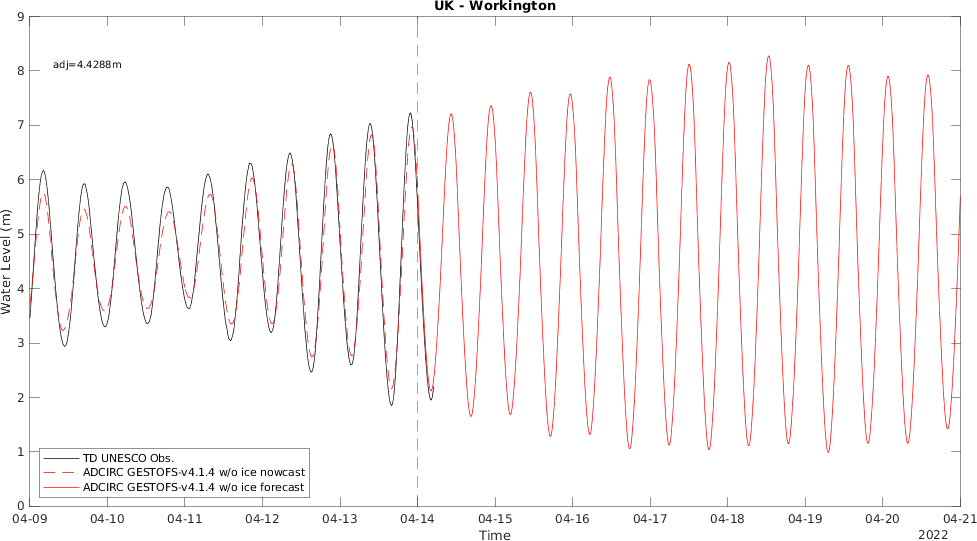 UK - Workington
9
8
7
6
5
4
3
2
1
0
Water Level (m)
adj=4.4288m
TD UNESCO Obs.
ADCIRC GESTOFS-v4.1.4 w/o ice nowcast
ADCIRC GESTOFS-v4.1.4 w/o ice forecast
04-09 04-10 04-11 04-12 04-13 04-14 04-15 04-16 04-17 04-18 04-19 04-20 04-21
Time
2022